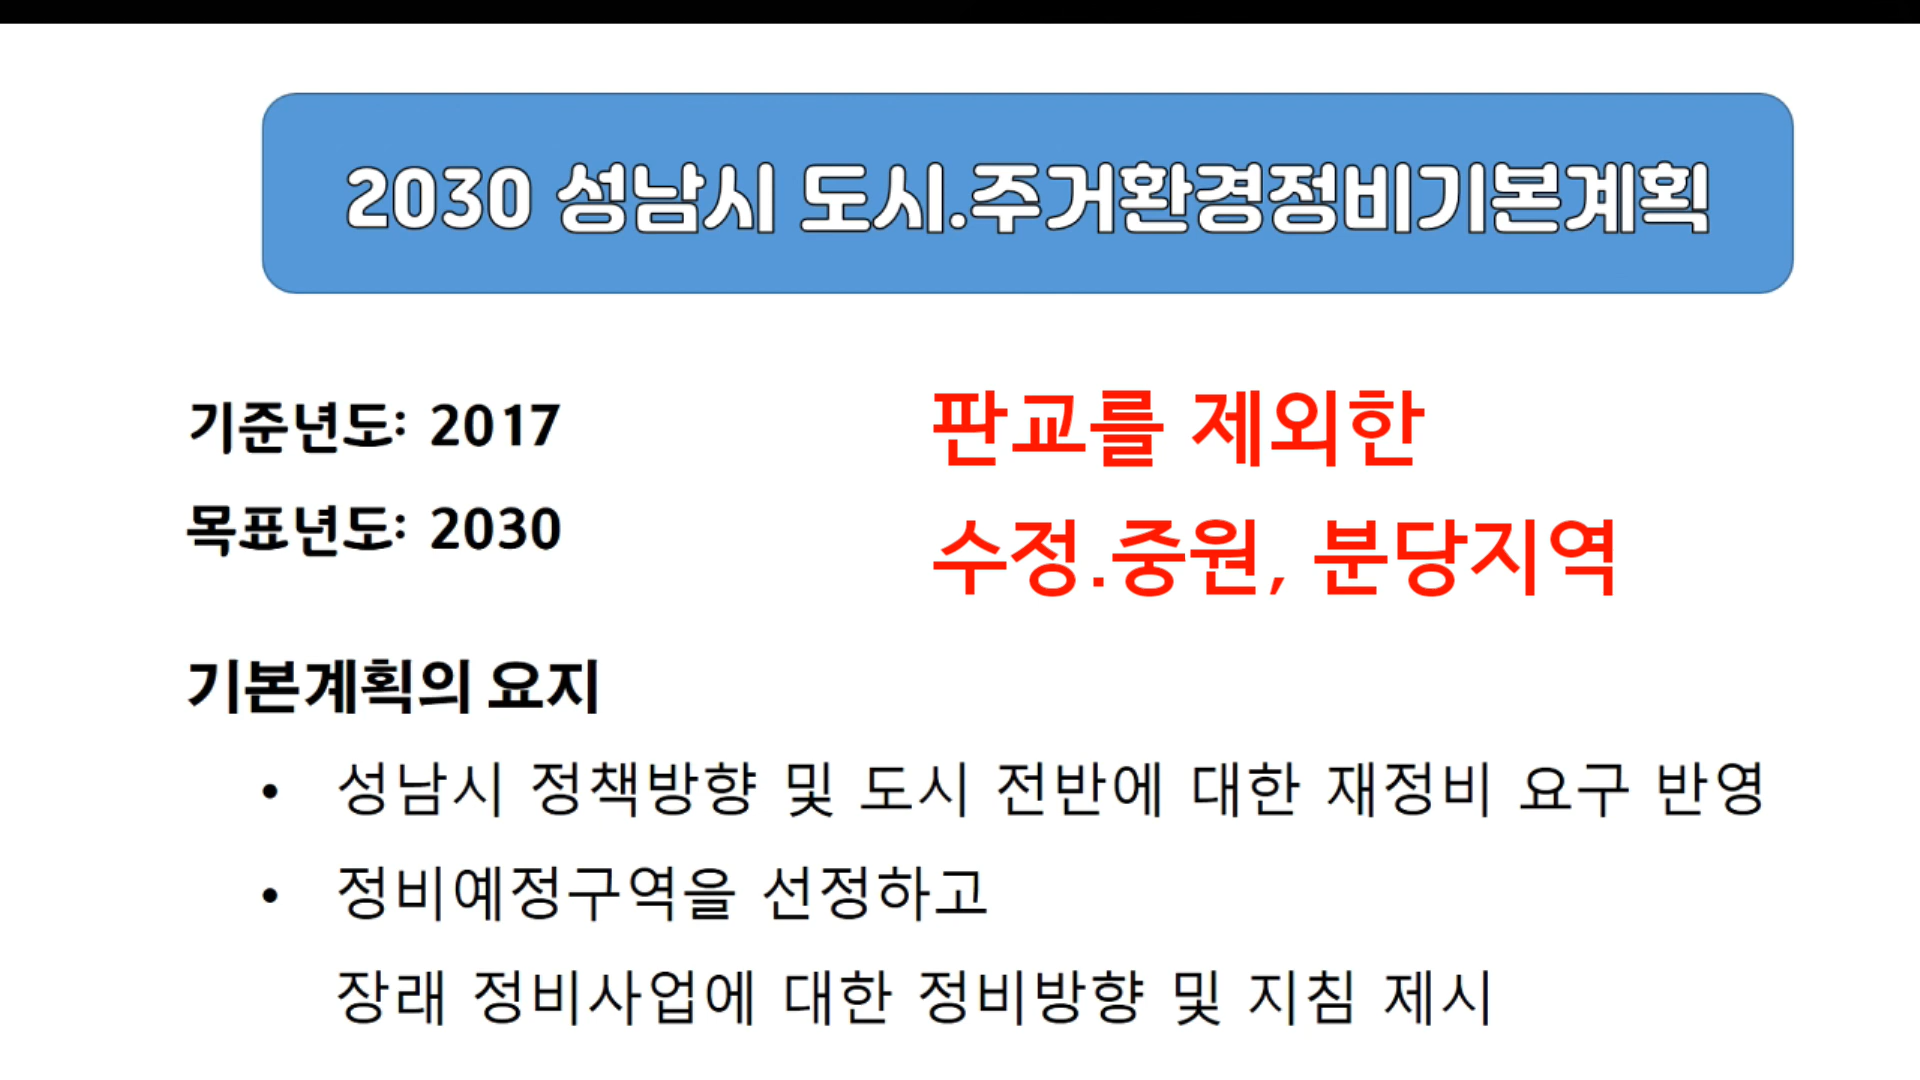 2030 성남시 도시.주거환경정비기본계획
기준년도: 2017
목표년도: 2030
판교를 제외한
수정.중원, 분당지역
기본계획의 요지
• 성남시 정책방향 및 도시 전반에 대한 재정비 요구 반영
• 정비예정구역을 선정하고
장래 정비사업에 대한 정비방향 및 지침 제시